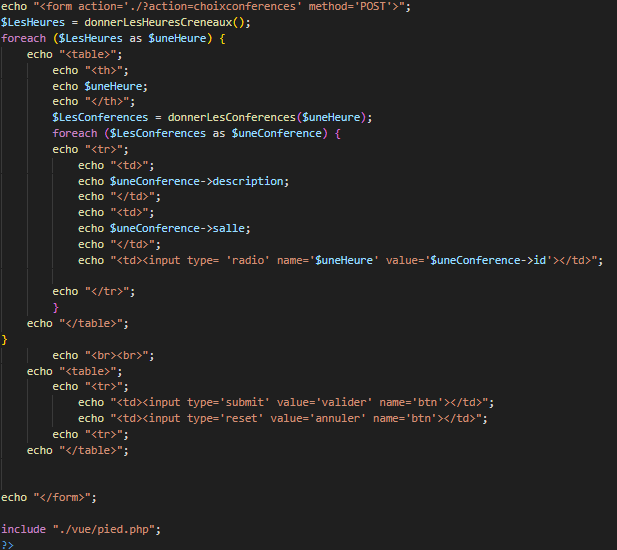 echo "<form action='./?action=choixconferences' method='POST'>";
$LesHeures = donnerLesHeuresCreneaux();
foreach ($LesHeures as $uneHeure) {
echo "<table>";
echo "<th>";
echo $uneHeure;
echo "</th>";
$LesConferences = donnerLesConferences($uneHeure);
foreach ($LesConferences as $uneConference) {
echo "<tr>";
echo "<td>";
echo $uneConference->description;
echo "</td>";
echo "<td>";
echo $uneConference->salle;
echo "</td>";
echo "<td><input type= 'radio' name='$uneHeure' value='$uneConference->id'></td>";
echo "</tr>";
}
echo "</table>";
}
echo "<br><br>";
echo "<table>";
echo "<tr>";
echo "<td><input type='submit' value='valider' name='btn'></td>";
echo "<td><input type='reset' value='annuler' name='btn'></td>";
echo "<tr>";
echo "</table>";
echo "</form>";
include "./vue/pied.php";
?>